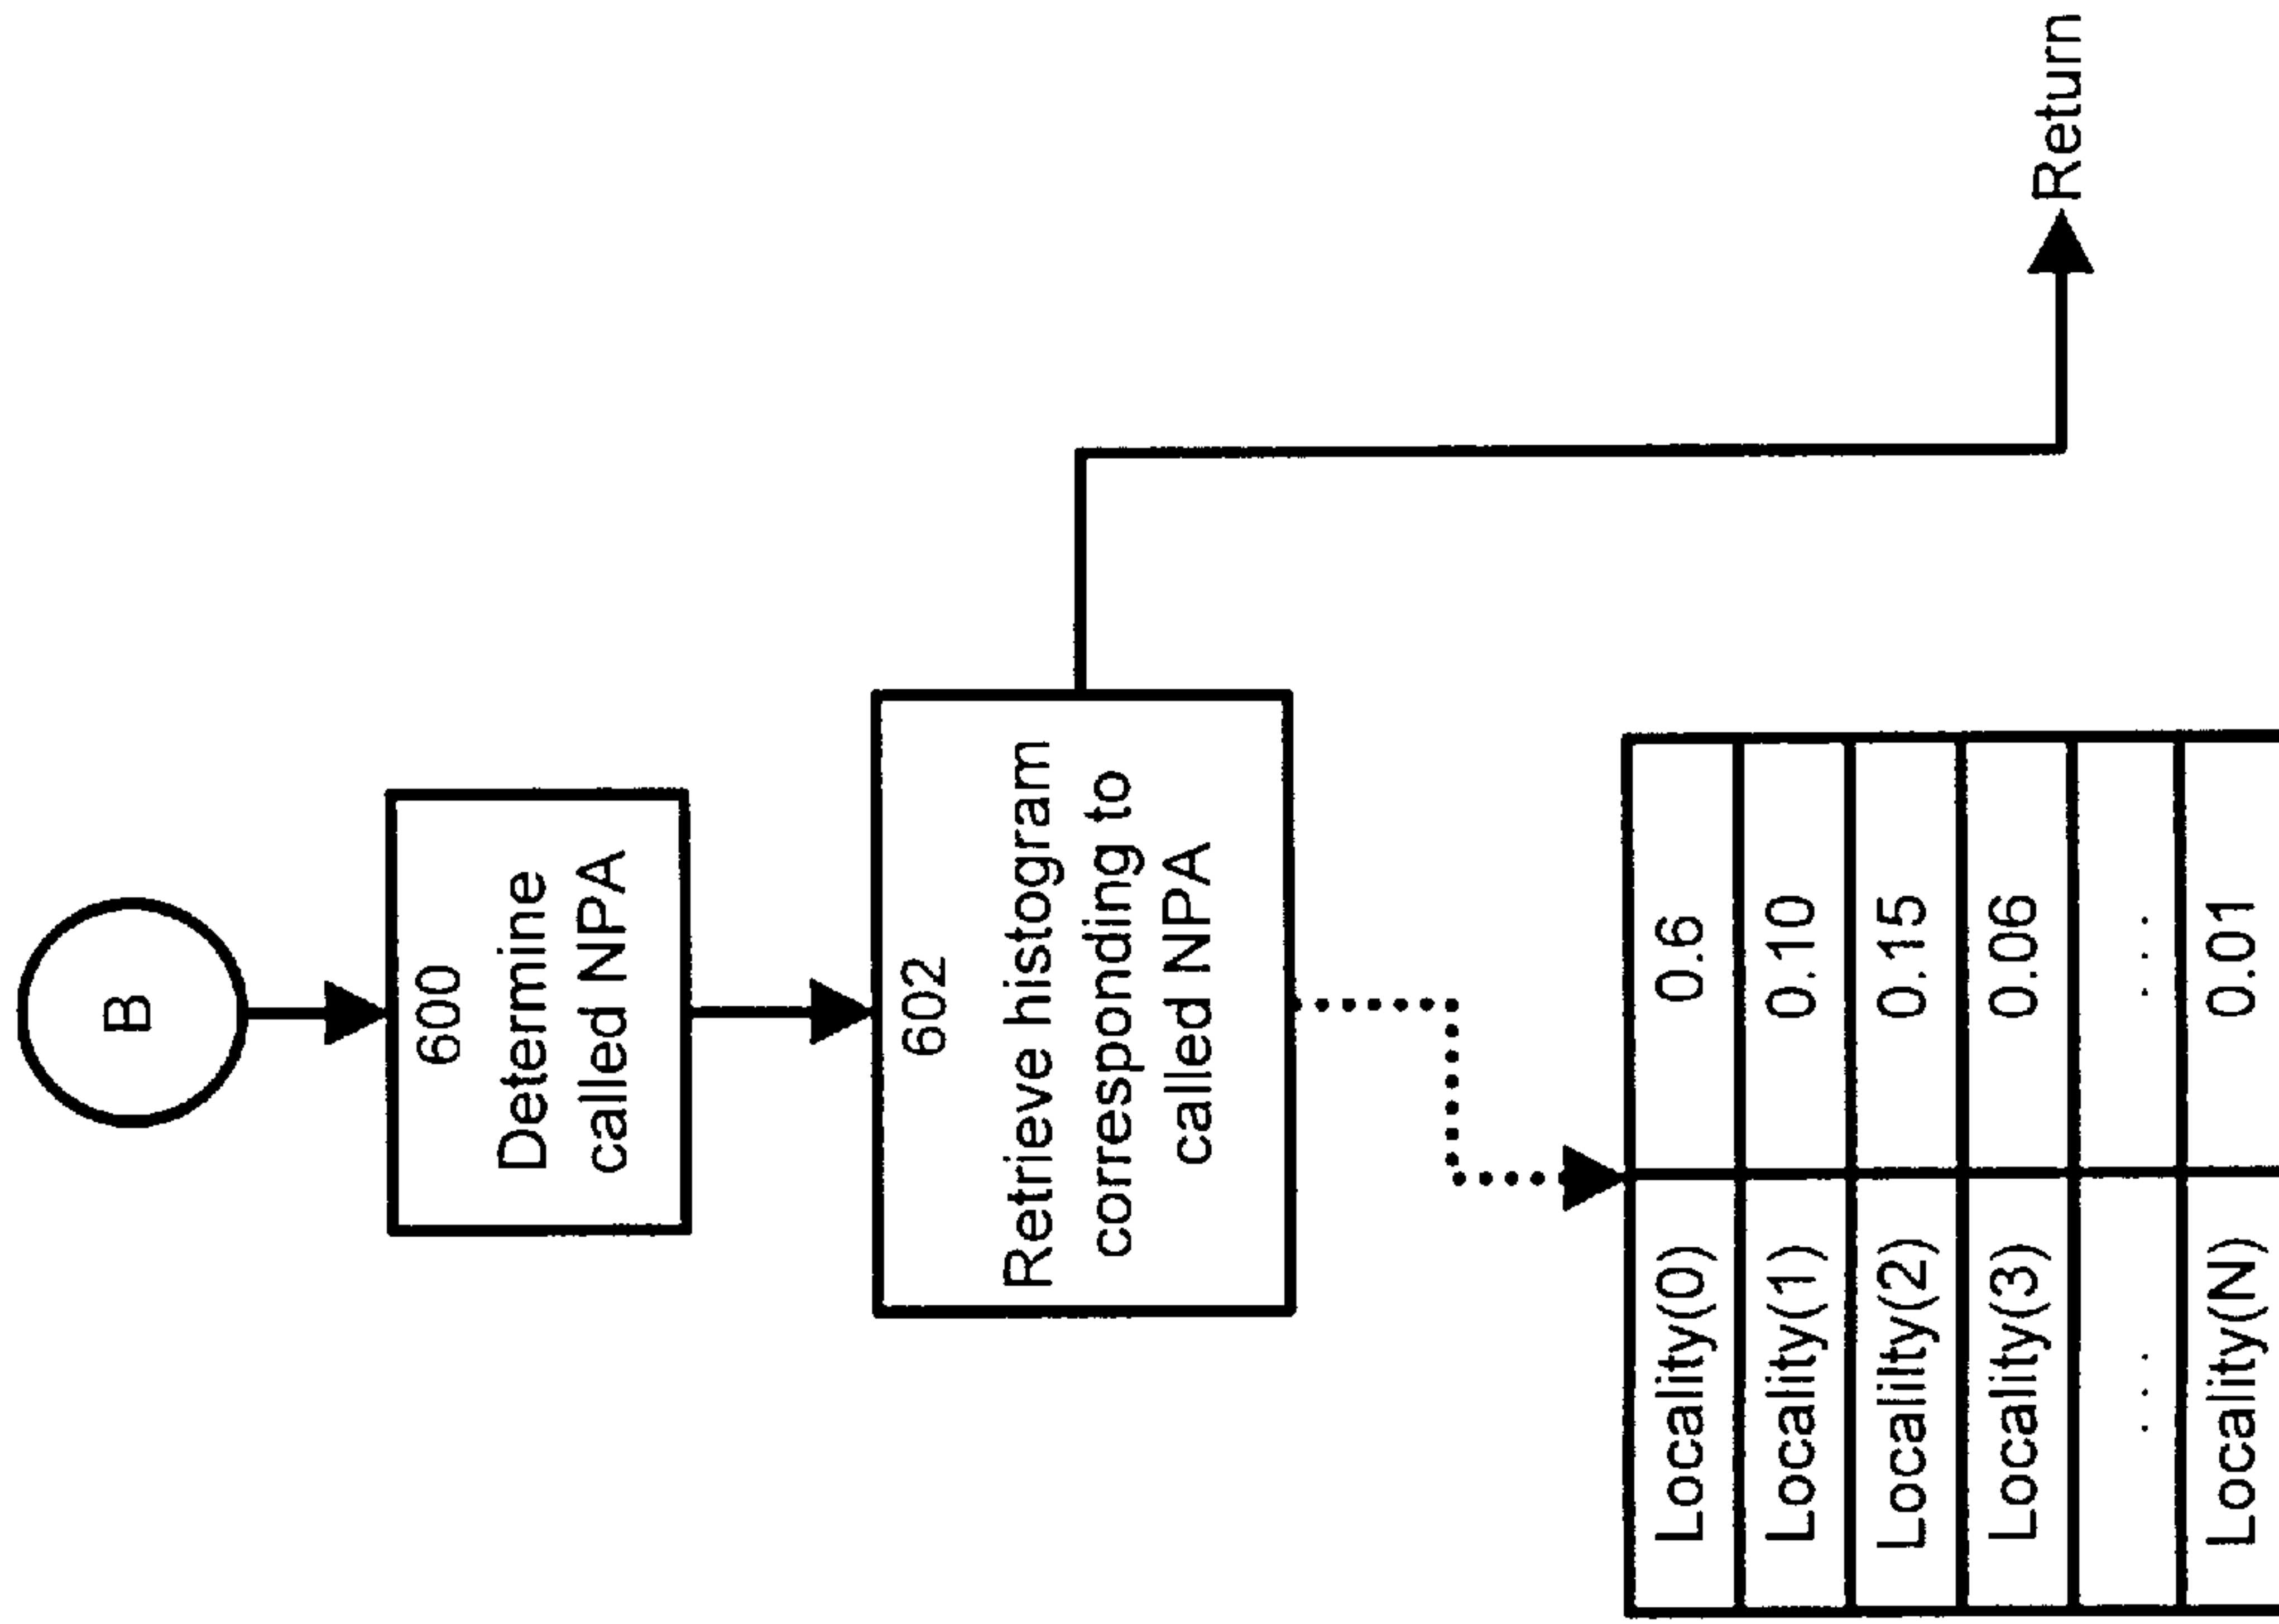 B
600
Determine
called NPA
602
Retrieve histogram
corresponding to
called NPA
Return
Locality(0) 0.6
Locality(1) 0.10
Localilty(2) 0.15
Locality(3) 0.06
... ...
Locality(N) 0.01